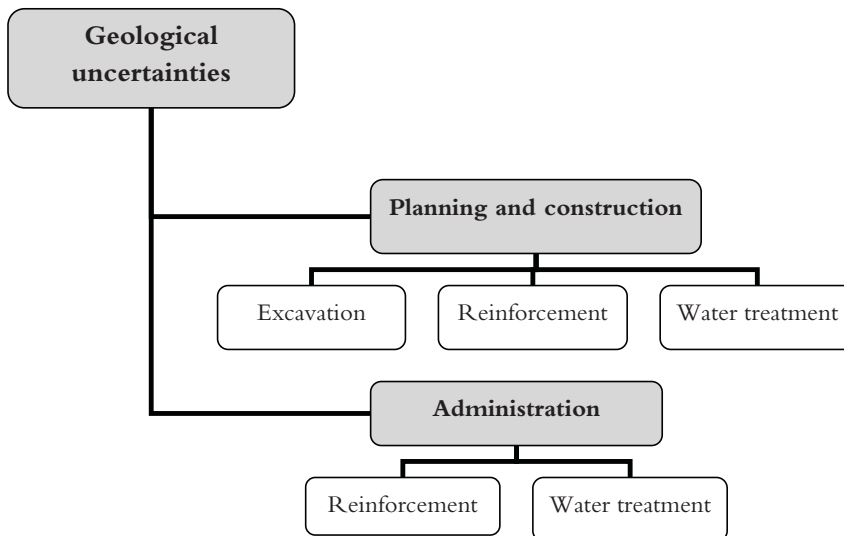 Geological
uncertainties
Planning and construction
Excavation
Reinforcement
Water treatment
Administration
Reinforcement
Water treatment